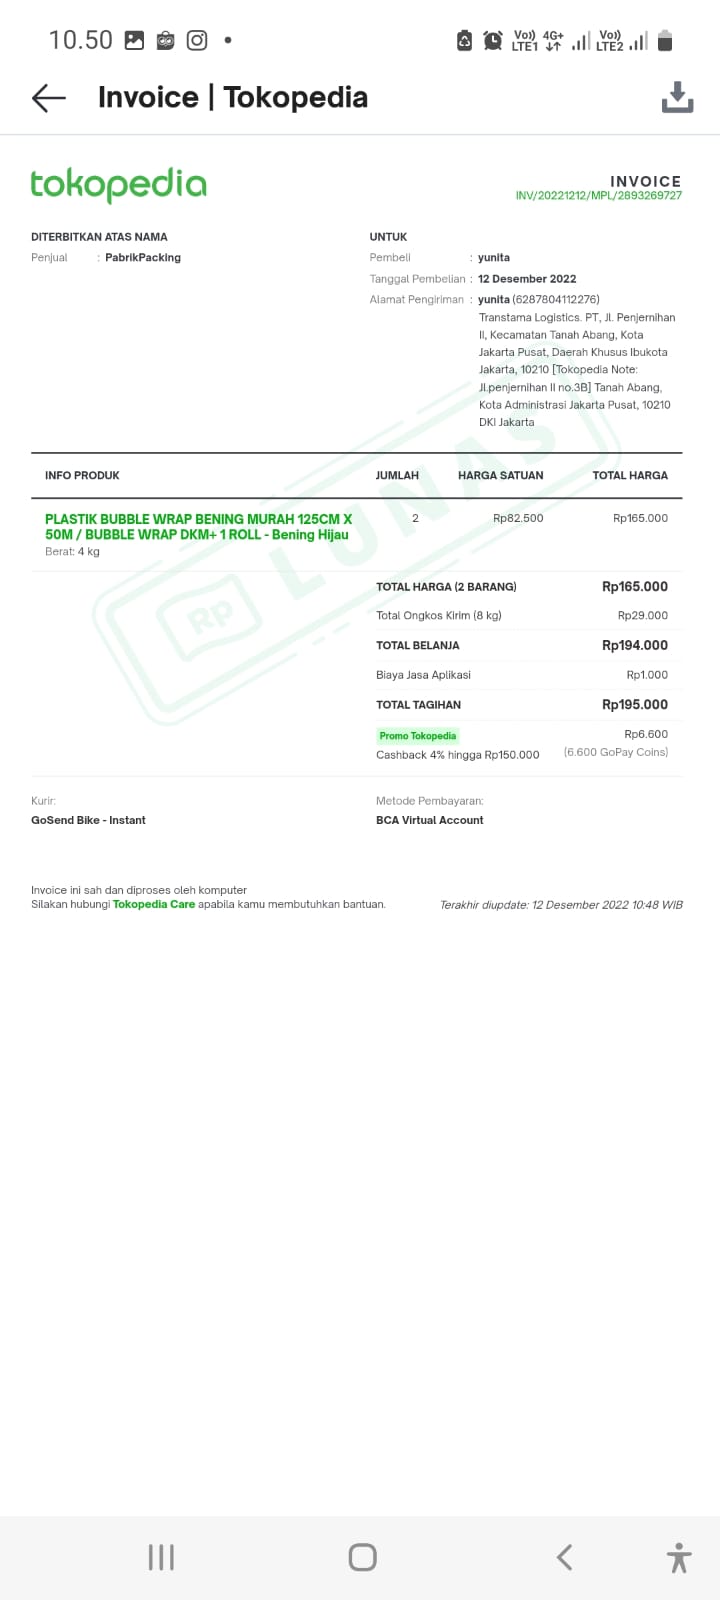 10.50
Vo)) LTE1 4G+ Vo)) LTE2
Invoice | Tokopedia
tokopedia
INVOICE
INV/20221212/MPL/2893269727
DITERBITKAN ATAS NAMA
Penjual : PabrikPacking
UNTUK
Pembeli : yunita
Tanggal Pembelian : 12 Desember 2022
Alamat Pengiriman : yunita (6287804112276)
Transtama Logistics. PT, Jl. Penjernihan
II, Kecamatan Tanah Abang, Kota
Jakarta Pusat, Daerah Khusus Ibukota
Jakarta, 10210 [Tokopedia Note:
Jl.penjernihan II no.3B] Tanah Abang,
Kota Administrasi Jakarta Pusat, 10210
DKI Jakarta
INFO PRODUK JUMLAH HARGA SATUAN TOTAL HARGA
PLASTIK BUBBLE WRAP BENING MURAH 125CM X 2 Rp82.500 Rp165.000
50M / BUBBLE WRAP DKM+ 1 ROLL - Bening Hijau
Berat: 4 kg
RP LUNAS
TOTAL HARGA (2 BARANG) Rp165.000
Total Ongkos Kirim (8 kg) Rp29.000
TOTAL BELANJA Rp194.000
Biaya Jasa Aplikasi Rp1.000
TOTAL TAGIHAN Rp195.000
Promo Tokopedia Rp6.600
Cashback 4% hingga Rp150.000 (6.600 GoPay Coins)
Kurir:
GoSend Bike - Instant
Metode Pembayaran:
BCA Virtual Account
Invoice ini sah dan diproses oleh komputer
Silakan hubungi Tokopedia Care apabila kamu membutuhkan bantuan.
Terakhir diupdate: 12 Desember 2022 10:48 WIB